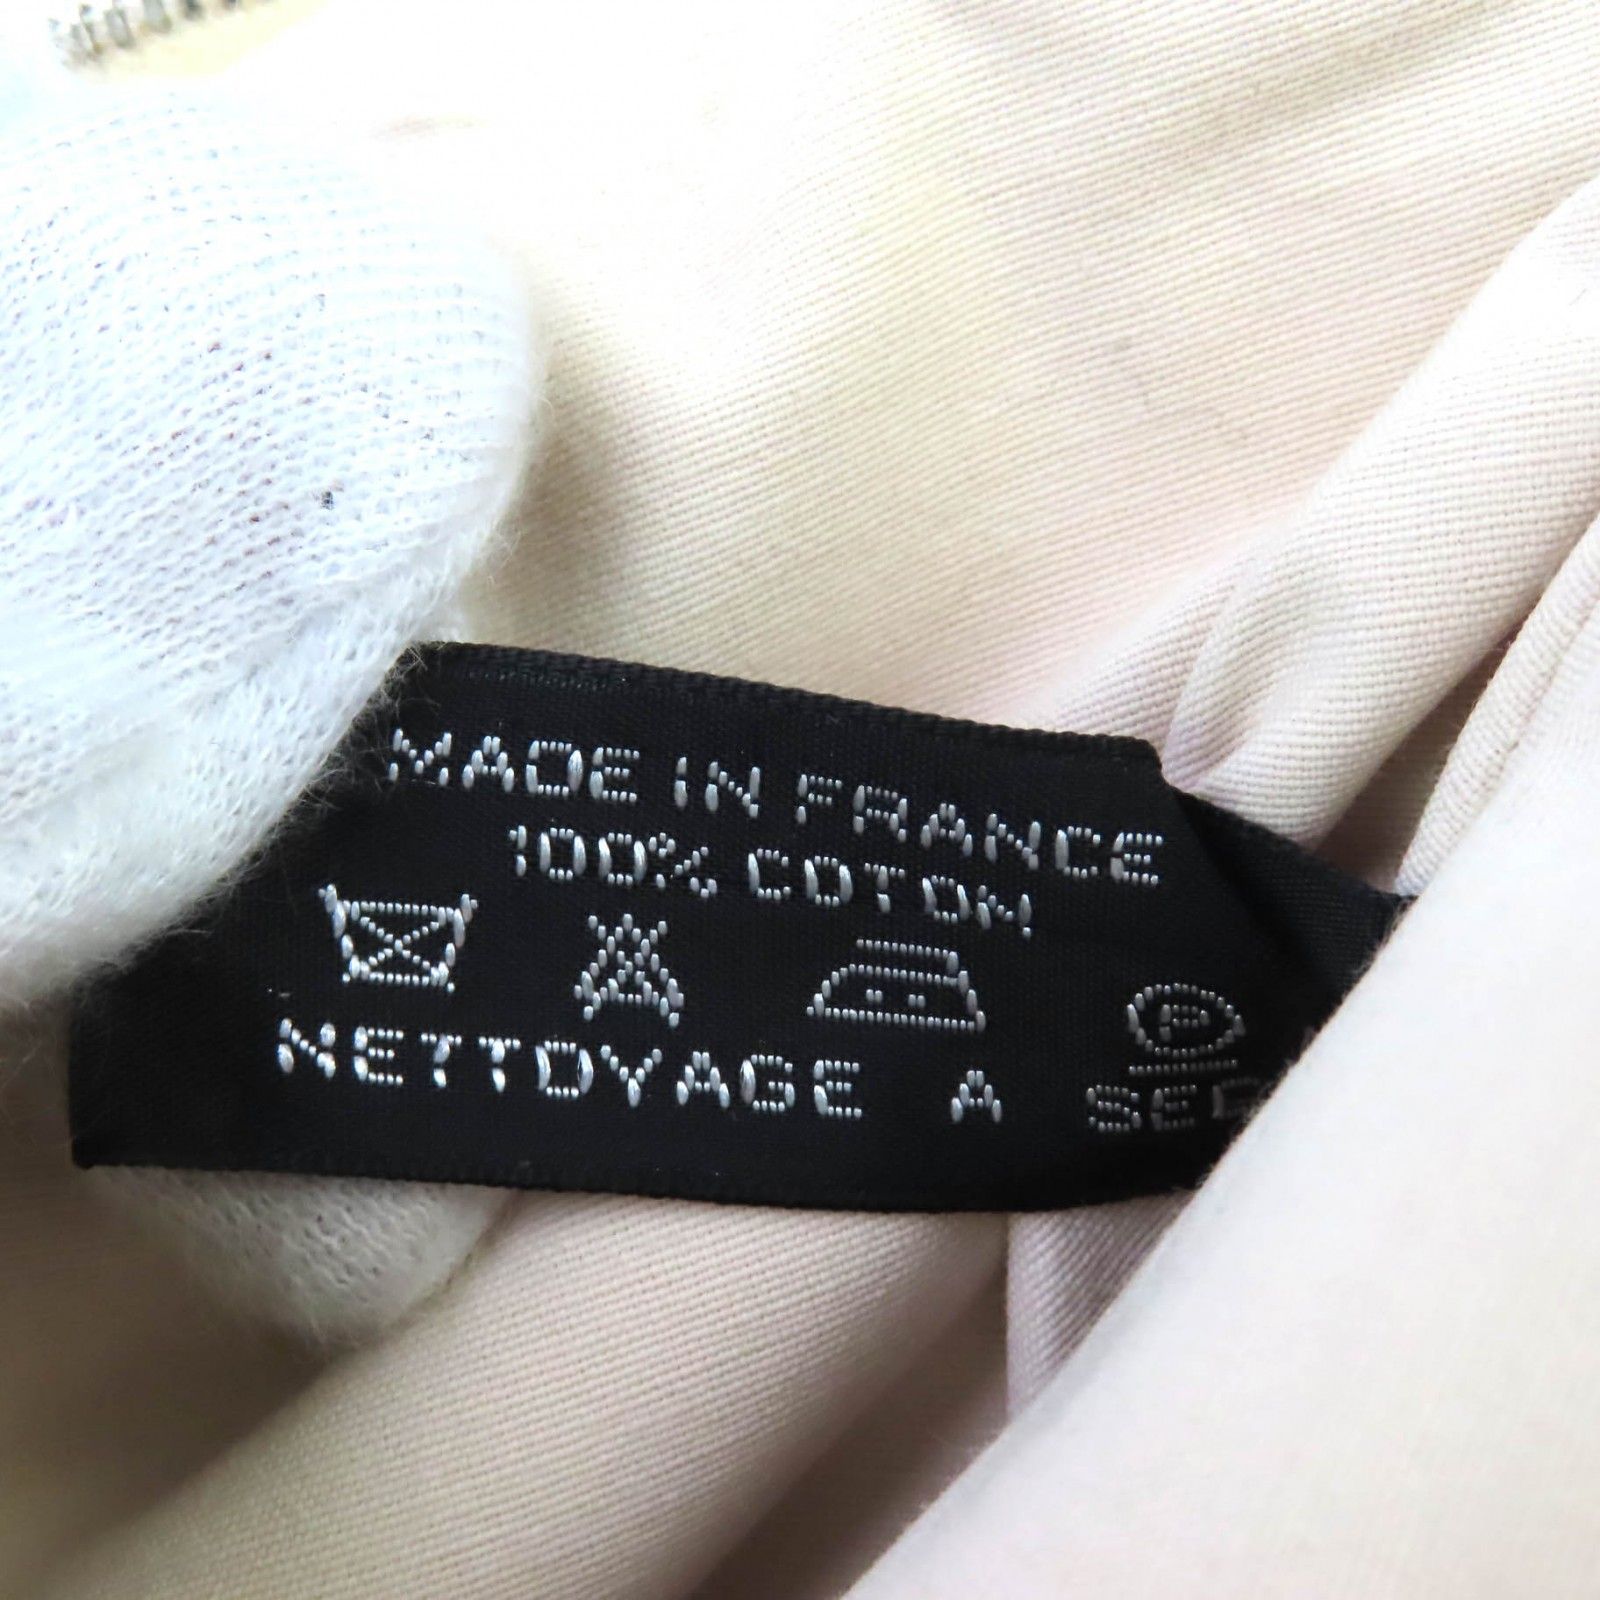 MADE IN FRANCE
100% COTON
P
NETTOYAGE A